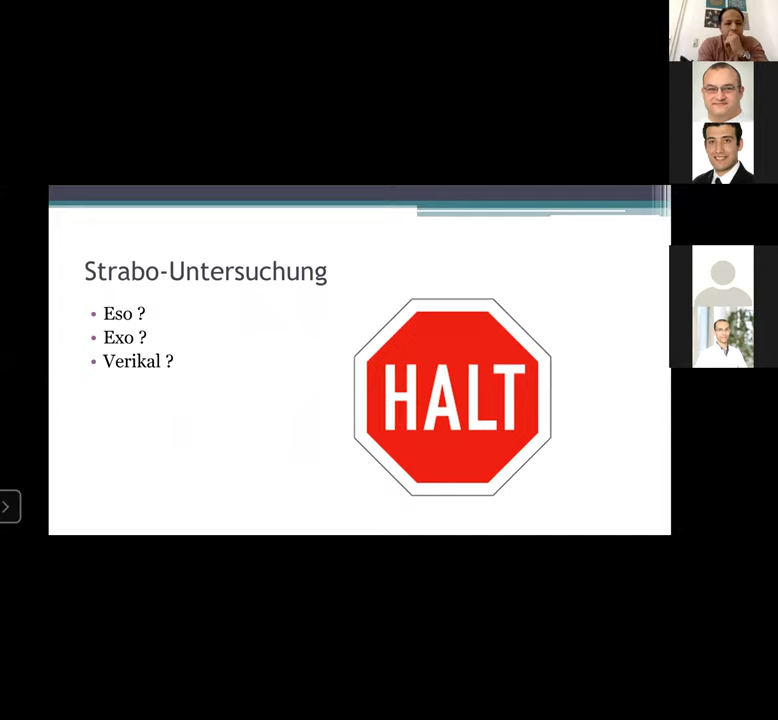 Strabo-Untersuchung
Eso ?
Exo ?
Verikal ?
HALT